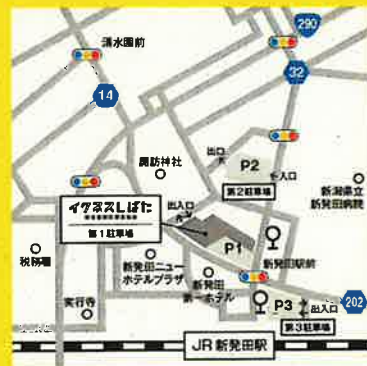 清水園前
290
32
14
諏訪神社
出口
P2
入口
第2駐車場
新潟県立
新発田病院
イクネスしばた
第1駐車場
出入口
P1
新発田駅前
税務署
新発田ニュー
ホテルプラザ
新発田
第一ホテル
実行寺
P3
出入口
第3駐車場
202
JR新発田駅